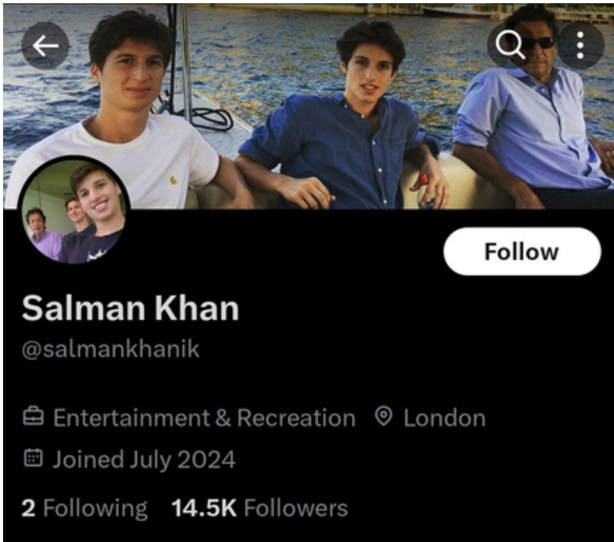 Salman Khan
@salmankhanik
Entertainment & Recreation London
Joined July 2024
2 Following 14.5K Followers
Follow